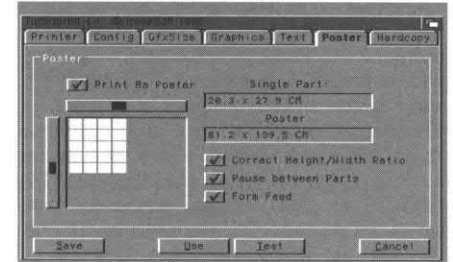 Printer Config GfxSize Graphics Text Poster Hardcopy
Poster
Print As Poster
Single Part
20.3 x 27.9 CM
Poster
81.2 x 139.5 CM
Correct Height/Width Ratio
Pause between Parts
Form Feed
Save Use Test Cancel